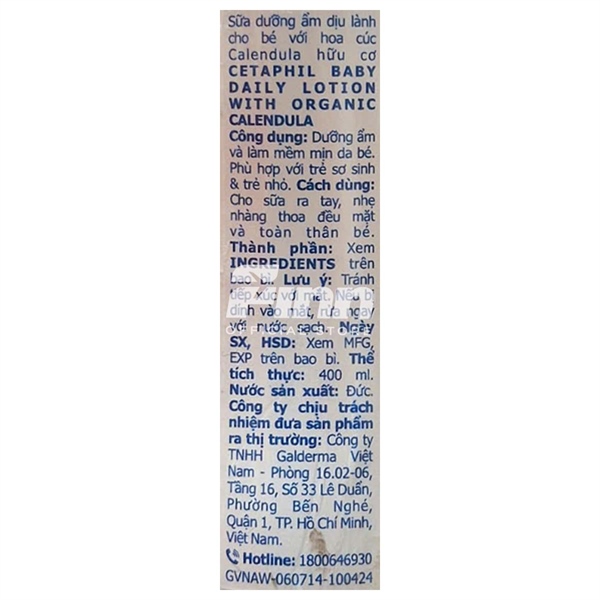 Sữa dưỡng ẩm dịu lành
cho bé với hoa cúc
Calendula hữu cơ
CETAPHIL BABY
DAILY LOTION
WITH ORGANIC
CALENDULA
Công dụng: Dưỡng ẩm
và làm mềm mịn da bé.
Phù hợp với trẻ sơ sinh
& trẻ nhỏ. Cách dùng:
Cho sữa ra tay, nhẹ
nhàng thoa đều mặt
và toàn thân bé.
Thành phần: Xem
INGREDIENTS trên
bao bì. Lưu ý: Tránh
tiếp xúc với mắt. Nếu bị
dính vào mắt, rửa ngay
OFFICIAL STORE
với nước sạch. Ngày
SX, HSD: Xem MFG,
EXP trên bao bì. Thể
tích thực: 400 ml.
Nước sản xuất: Đức.
Công ty chịu trách
nhiệm đưa sản phẩm
ra thị trường: Công ty
TNHH Galderma Việt
Nam - Phòng 16.02-06,
Tầng 16, Số 33 Lê Duẩn,
Phường Bến Nghé,
Quận 1, TP. Hồ Chí Minh,
Việt Nam.
Hotline: 1800646930
GVNAW-060714-100424